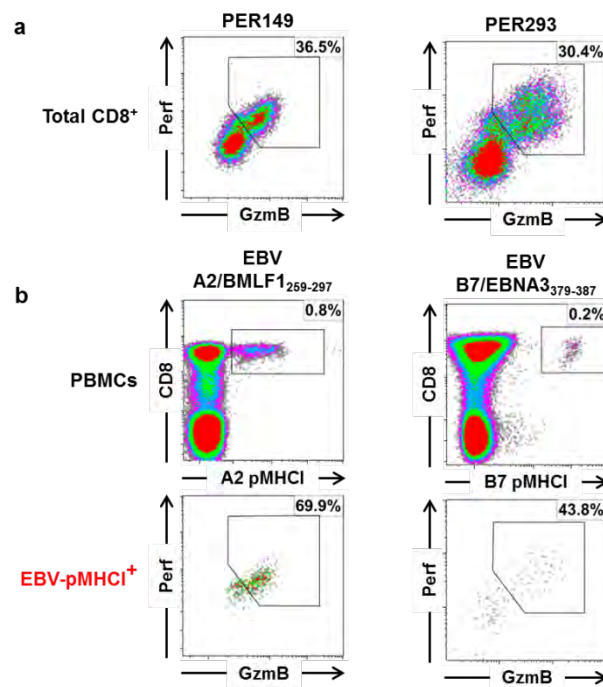 a
PER149
PER293
Total CD8⁺
36.5%
30.4%
Perf
Perf
GzmB
GzmB
b
EBV
A2/BMLF1₂₅₉₋₂₉₇
EBV
B7/EBNA3₃₇₉₋₃₈₇
PBMCs
0.8%
0.2%
CD8
CD8
A2 pMHCI
B7 pMHCI
EBV-pMHCI⁺
69.9%
43.8%
Perf
Perf
GzmB
GzmB